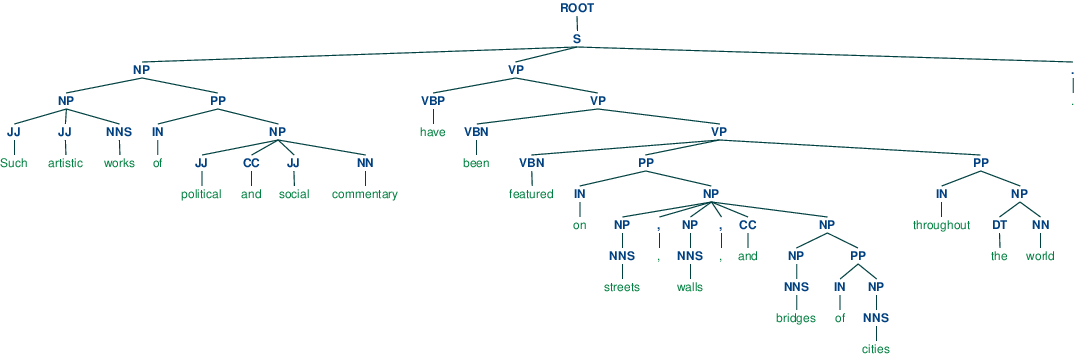 ROOT
S
NP VP .
NP PP VBP VP .
JJ JJ NNS IN NP have VBN VP
Such artistic works of JJ CC JJ NN been VBN PP PP
political and social commentary featured IN NP IN NP
on NP , NP , CC NP throughout DT NN
NNS , NNS , and NP PP the world
streets walls NNS IN NP
bridges of NNS
cities